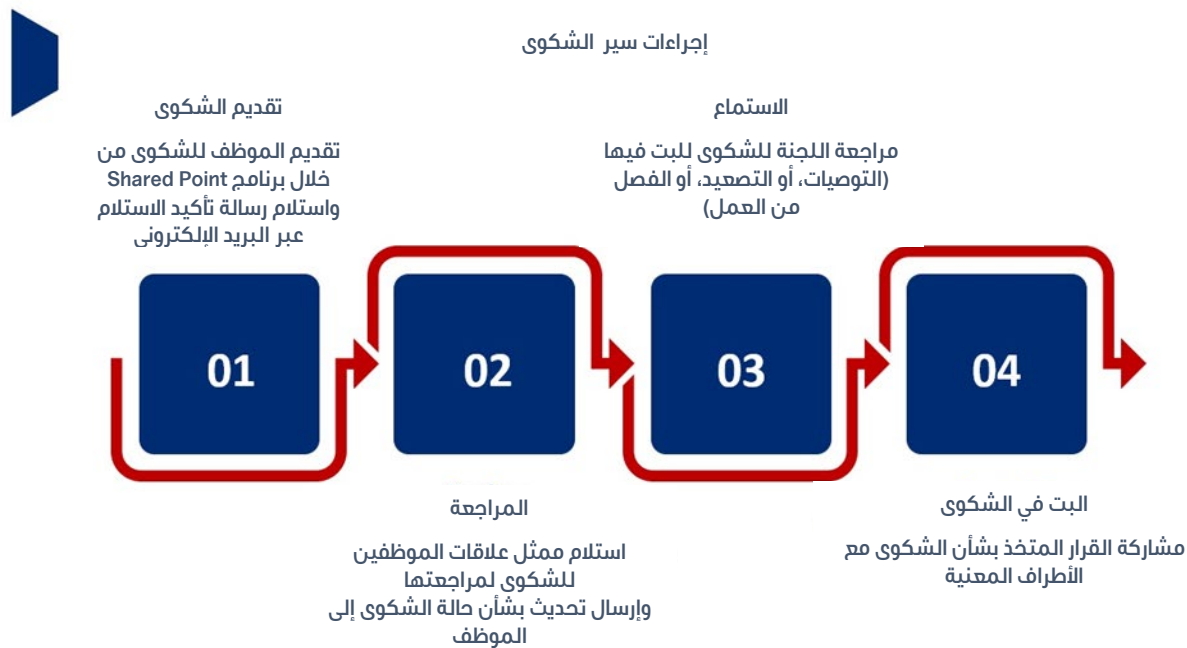 إجراءات سير الشكوى
تقديم الشكوى
تقديم الموظف للشكوى من
خلال برنامج Shared Point
واستلام رسالة تأكيد الاستلام
عبر البريد الإلكتروني
01
المراجعة
استلام ممثل علاقات الموظفين
للشكوى لمراجعتها
وإرسال تحديث بشأن حالة الشكوى إلى
الموظف
02
الاستماع
مراجعة اللجنة للشكوى للبت فيها
(التوصيات، أو التصعيد، أو الفصل
من العمل)
03
البت في الشكوى
مشاركة القرار المتخذ بشأن الشكوى مع
الأطراف المعنية
04